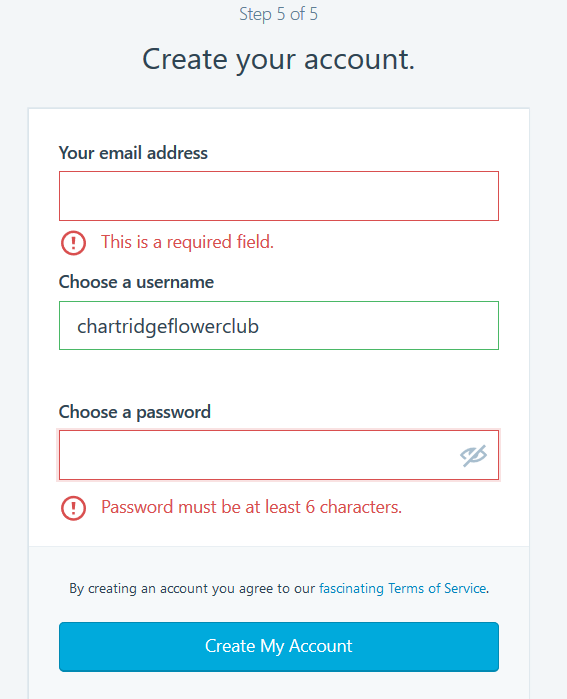 Step 5 of 5
Create your account.
Your email address
This is a required field.
Choose a username
chartridgeflowerclub
Choose a password
Password must be at least 6 characters.
By creating an account you agree to our fascinating Terms of Service.
Create My Account